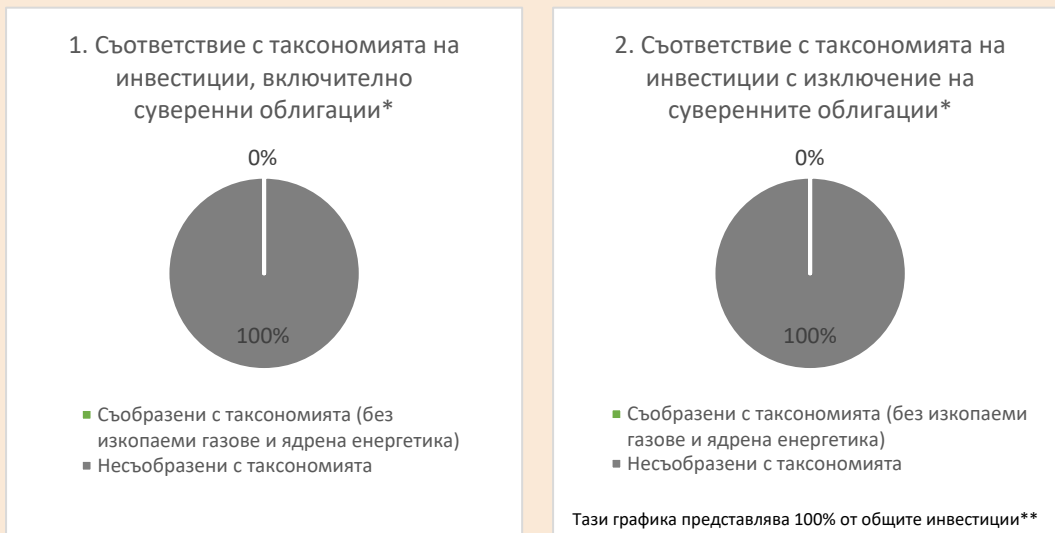 1. Съответствие с таксономията на
инвестиции, включително
суверенни облигации*
0%
100%
■ Съобразени с таксономията (без
изкопаеми газове и ядрена енергетика)
■ Несъобразени с таксономията
2. Съответствие с таксономията на
инвестиции с изключение на
суверенните облигации*
0%
100%
■ Съобразени с таксономията (без изкопаеми
газове и ядрена енергетика)
■ Несъобразени с таксономията
Тази графика представлява 100% от общите инвестиции**